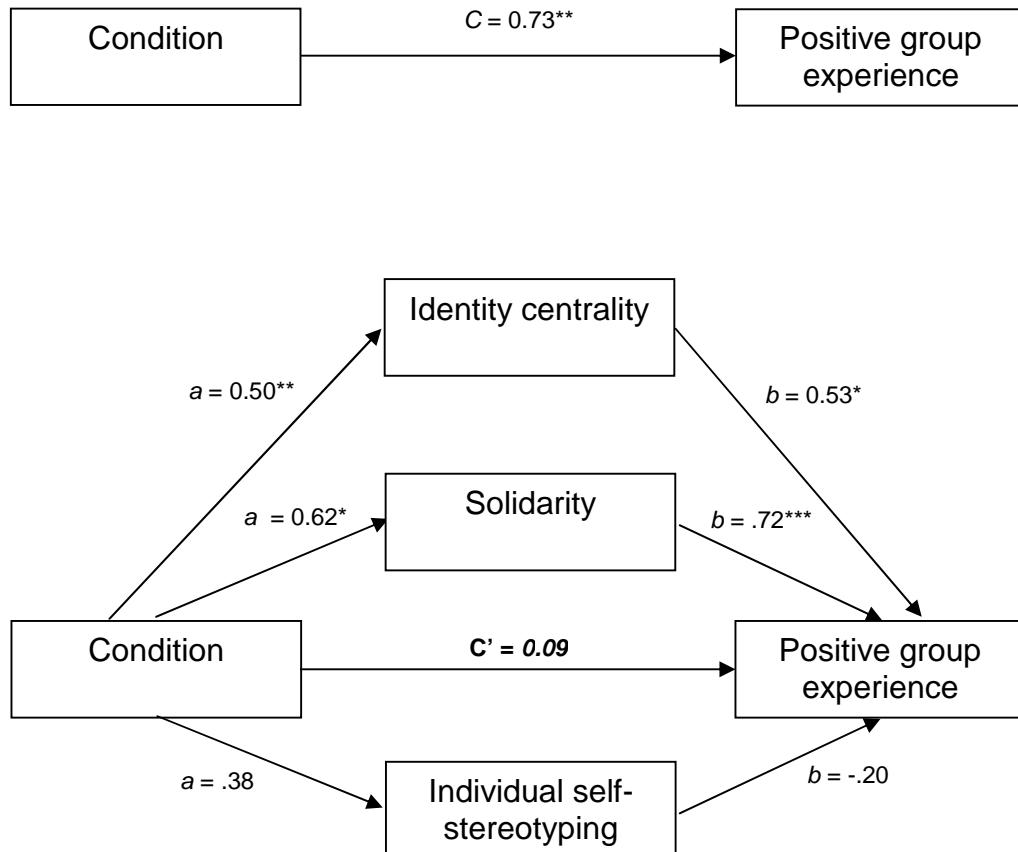 C = 0.73**
Condition
Positive group
experience
Identity centrality
a = 0.50**
b = 0.53*
Solidarity
a = 0.62*
b = .72***
Condition
C’ = 0.09
Positive group
experience
a = .38
b = -.20
Individual self-
stereotyping